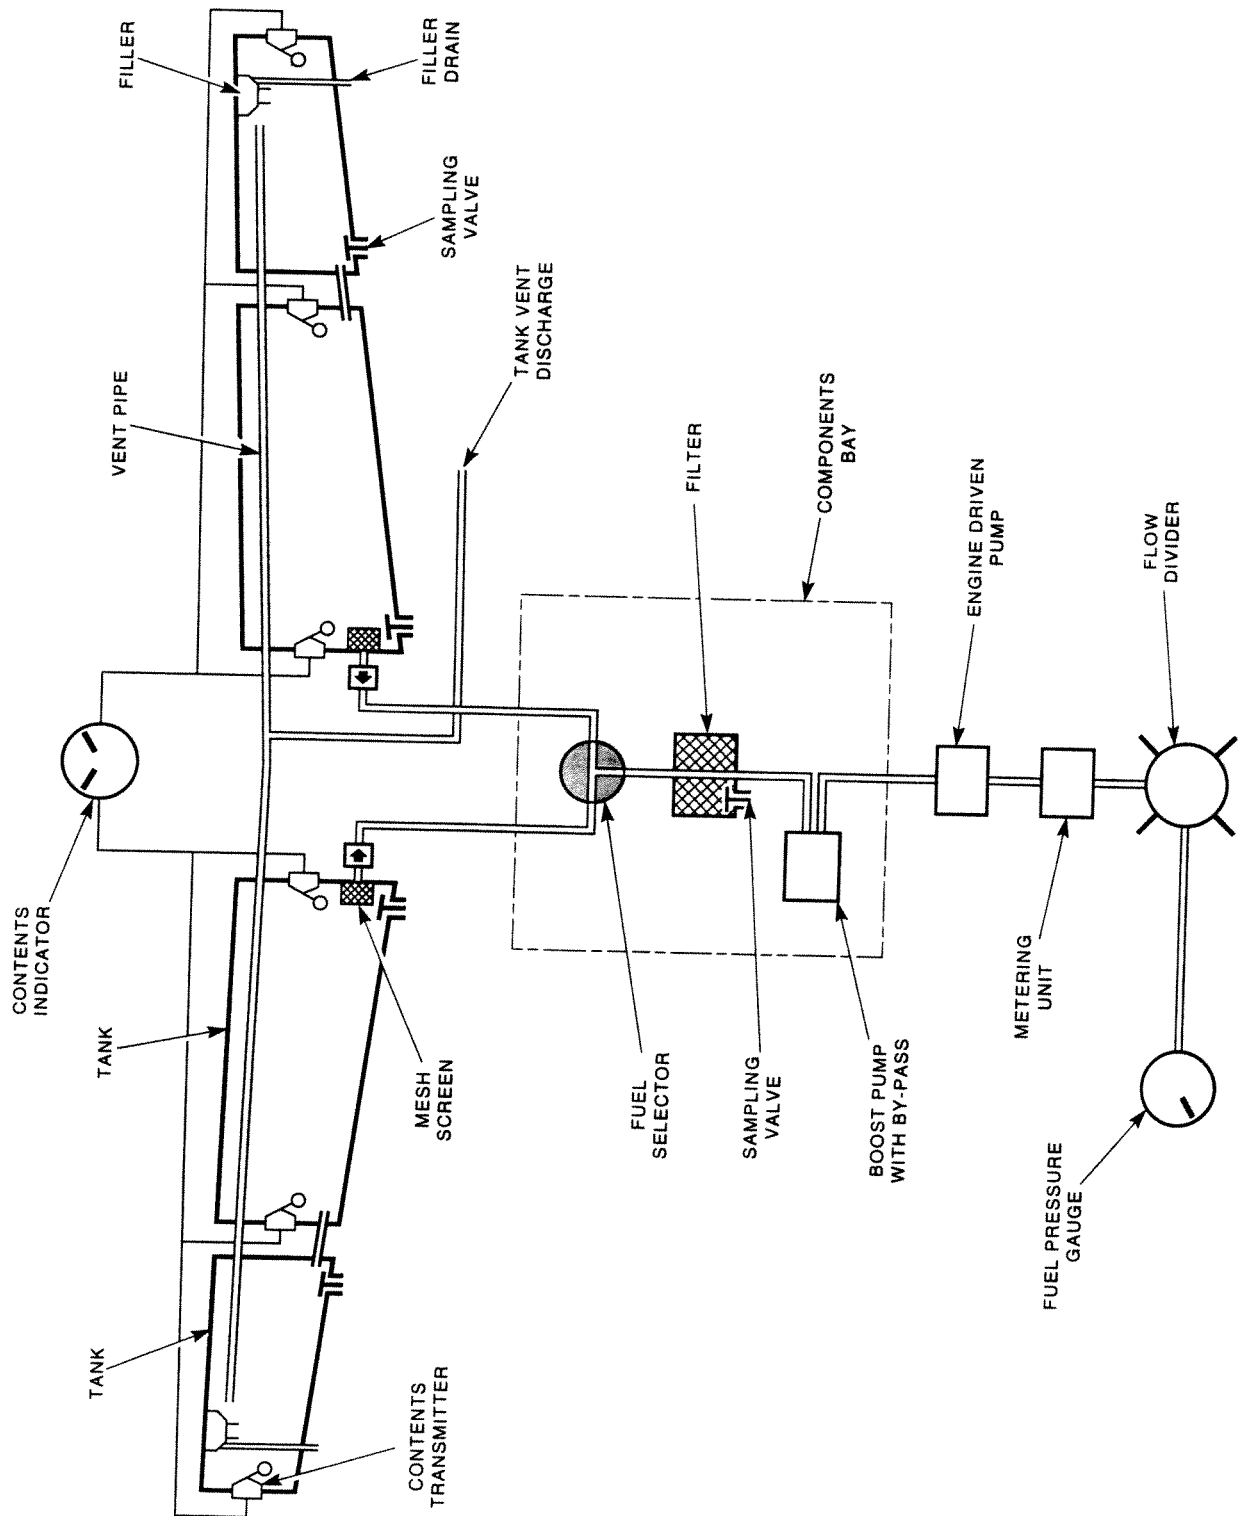 CONTENTS
INDICATOR
TANK
TANK
CONTENTS
TRANSMITTER
MESH
SCREEN
VENT PIPE
FILLER
FILLER
DRAIN
SAMPLING
VALVE
TANK VENT
DISCHARGE
FUEL
SELECTOR
SAMPLING
VALVE
BOOST PUMP
WITH BY-PASS
FILTER
COMPONENTS
BAY
ENGINE DRIVEN
PUMP
METERING
UNIT
FLOW
DIVIDER
FUEL PRESSURE
GAUGE